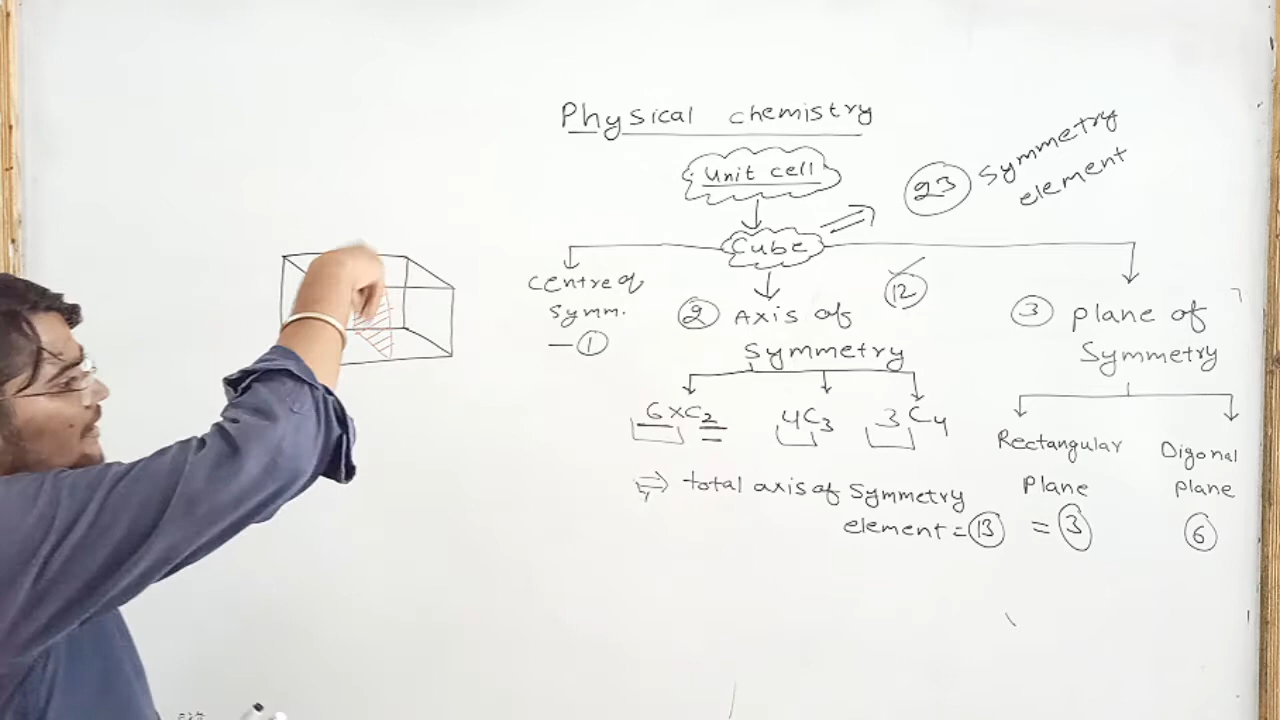 Physical chemistry
Unit cell
23 Symmetry
element
Cube
Centre of
Symm.
– 1
12
2 Axis of
Symmetry
3 plane of
Symmetry
6×C2 4C3 3C4
Rectangular
Plane
= 3
Digonal
plane
6
⇒ total axis of Symmetry
element = 13